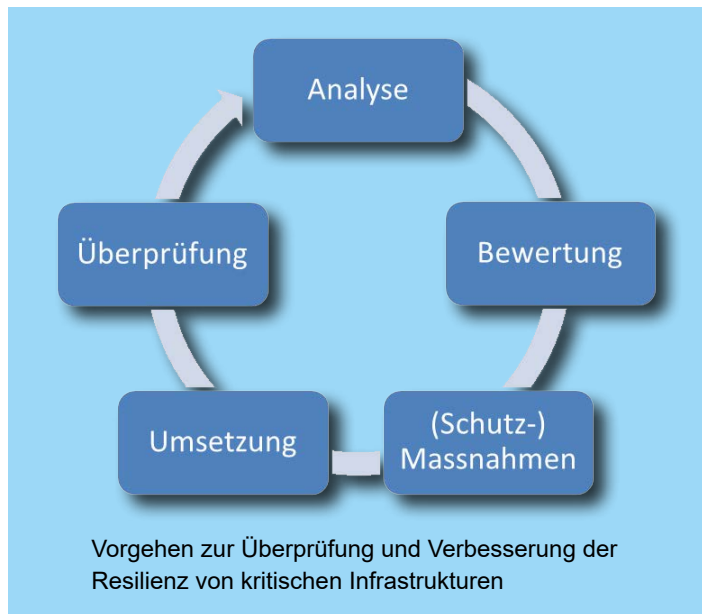 Analyse
Bewertung
(Schutz-)
Massnahmen
Umsetzung
Überprüfung
Vorgehen zur Überprüfung und Verbesserung der
Resilienz von kritischen Infrastrukturen